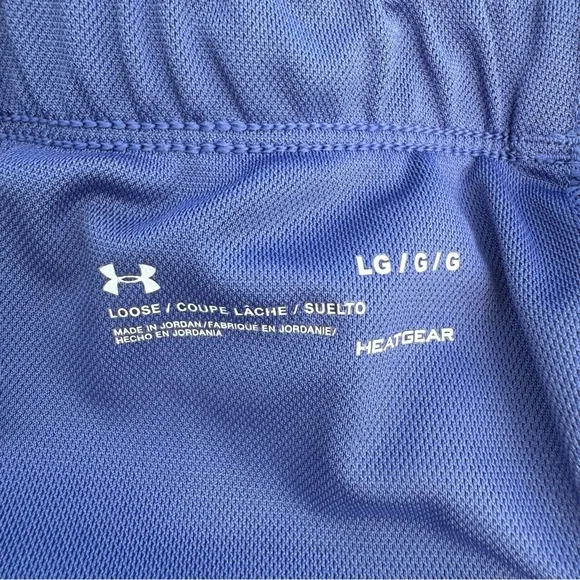 LG / G / G
LOOSE / COUPE LÂCHE / SUELTO
MADE IN JORDAN / FABRIQUÉ EN JORDANIE /
HECHO EN JORDANIA
HEATGEAR